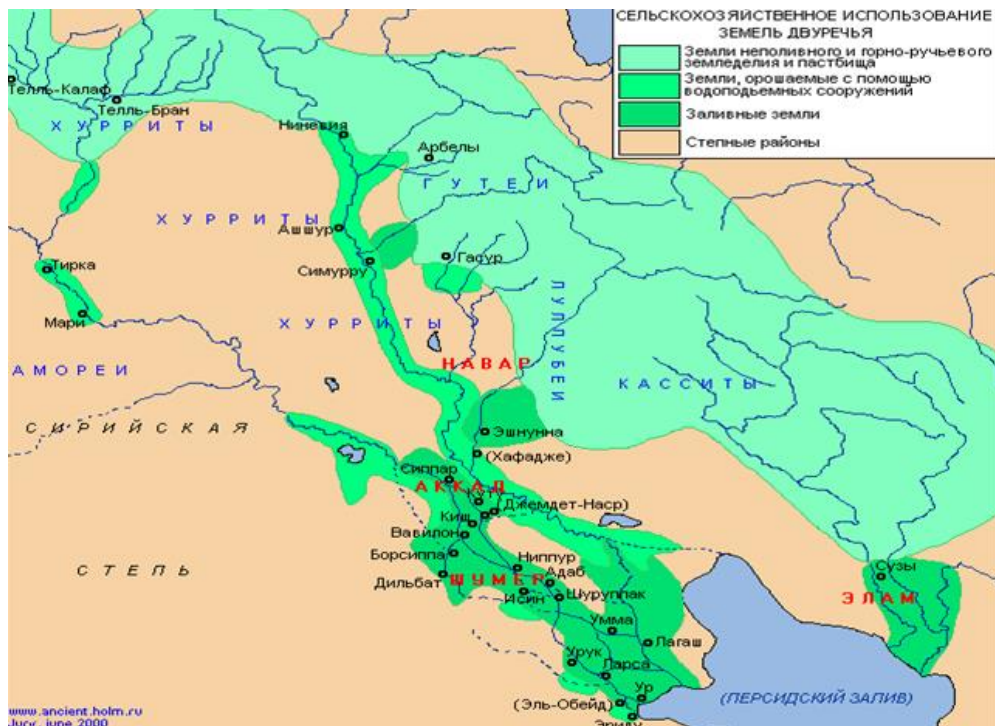 СЕЛЬСКОХОЗЯЙСТВЕННОЕ ИСПОЛЬЗОВАНИЕ
ЗЕМЕЛЬ ДВУРЕЧЬЯ
Земли неполивного и горно-ручьевого
земледелия и пастбища
Земли, орошаемые с помощью
водоподъемных сооружений
Заливные земли
Степные районы
Телль-Калаф
Телль-Бран
ХУРРИТЫ
Ниневия
Арбелы
ГУТЕИ
ХУРРИТЫ
Ашшур
Симурру
Гасур
Тирка
Мари
ХУРРИТЫ
ЛУЛЛУБЕИ
НАВАР
АМОРЕИ
КАССИТЫ
СИРИЙСКАЯ
Эшнунна
(Хафадже)
Сиппар
АККАД
(Джемдет-Наср)
Киш
Вавилон
Борсиппа
Ниппур
СТЕПЬ
Дильбат
ШУМЕР
Адаб
Исин
Шуруппак
Сузы
ЭЛАМ
Умма
Лагаш
Урук
Ларса
Ур
(ПЕРСИДСКИЙ ЗАЛИВ)
(Эль-Обейд)
Эриду
www.ancient.holm.ru
june 2000